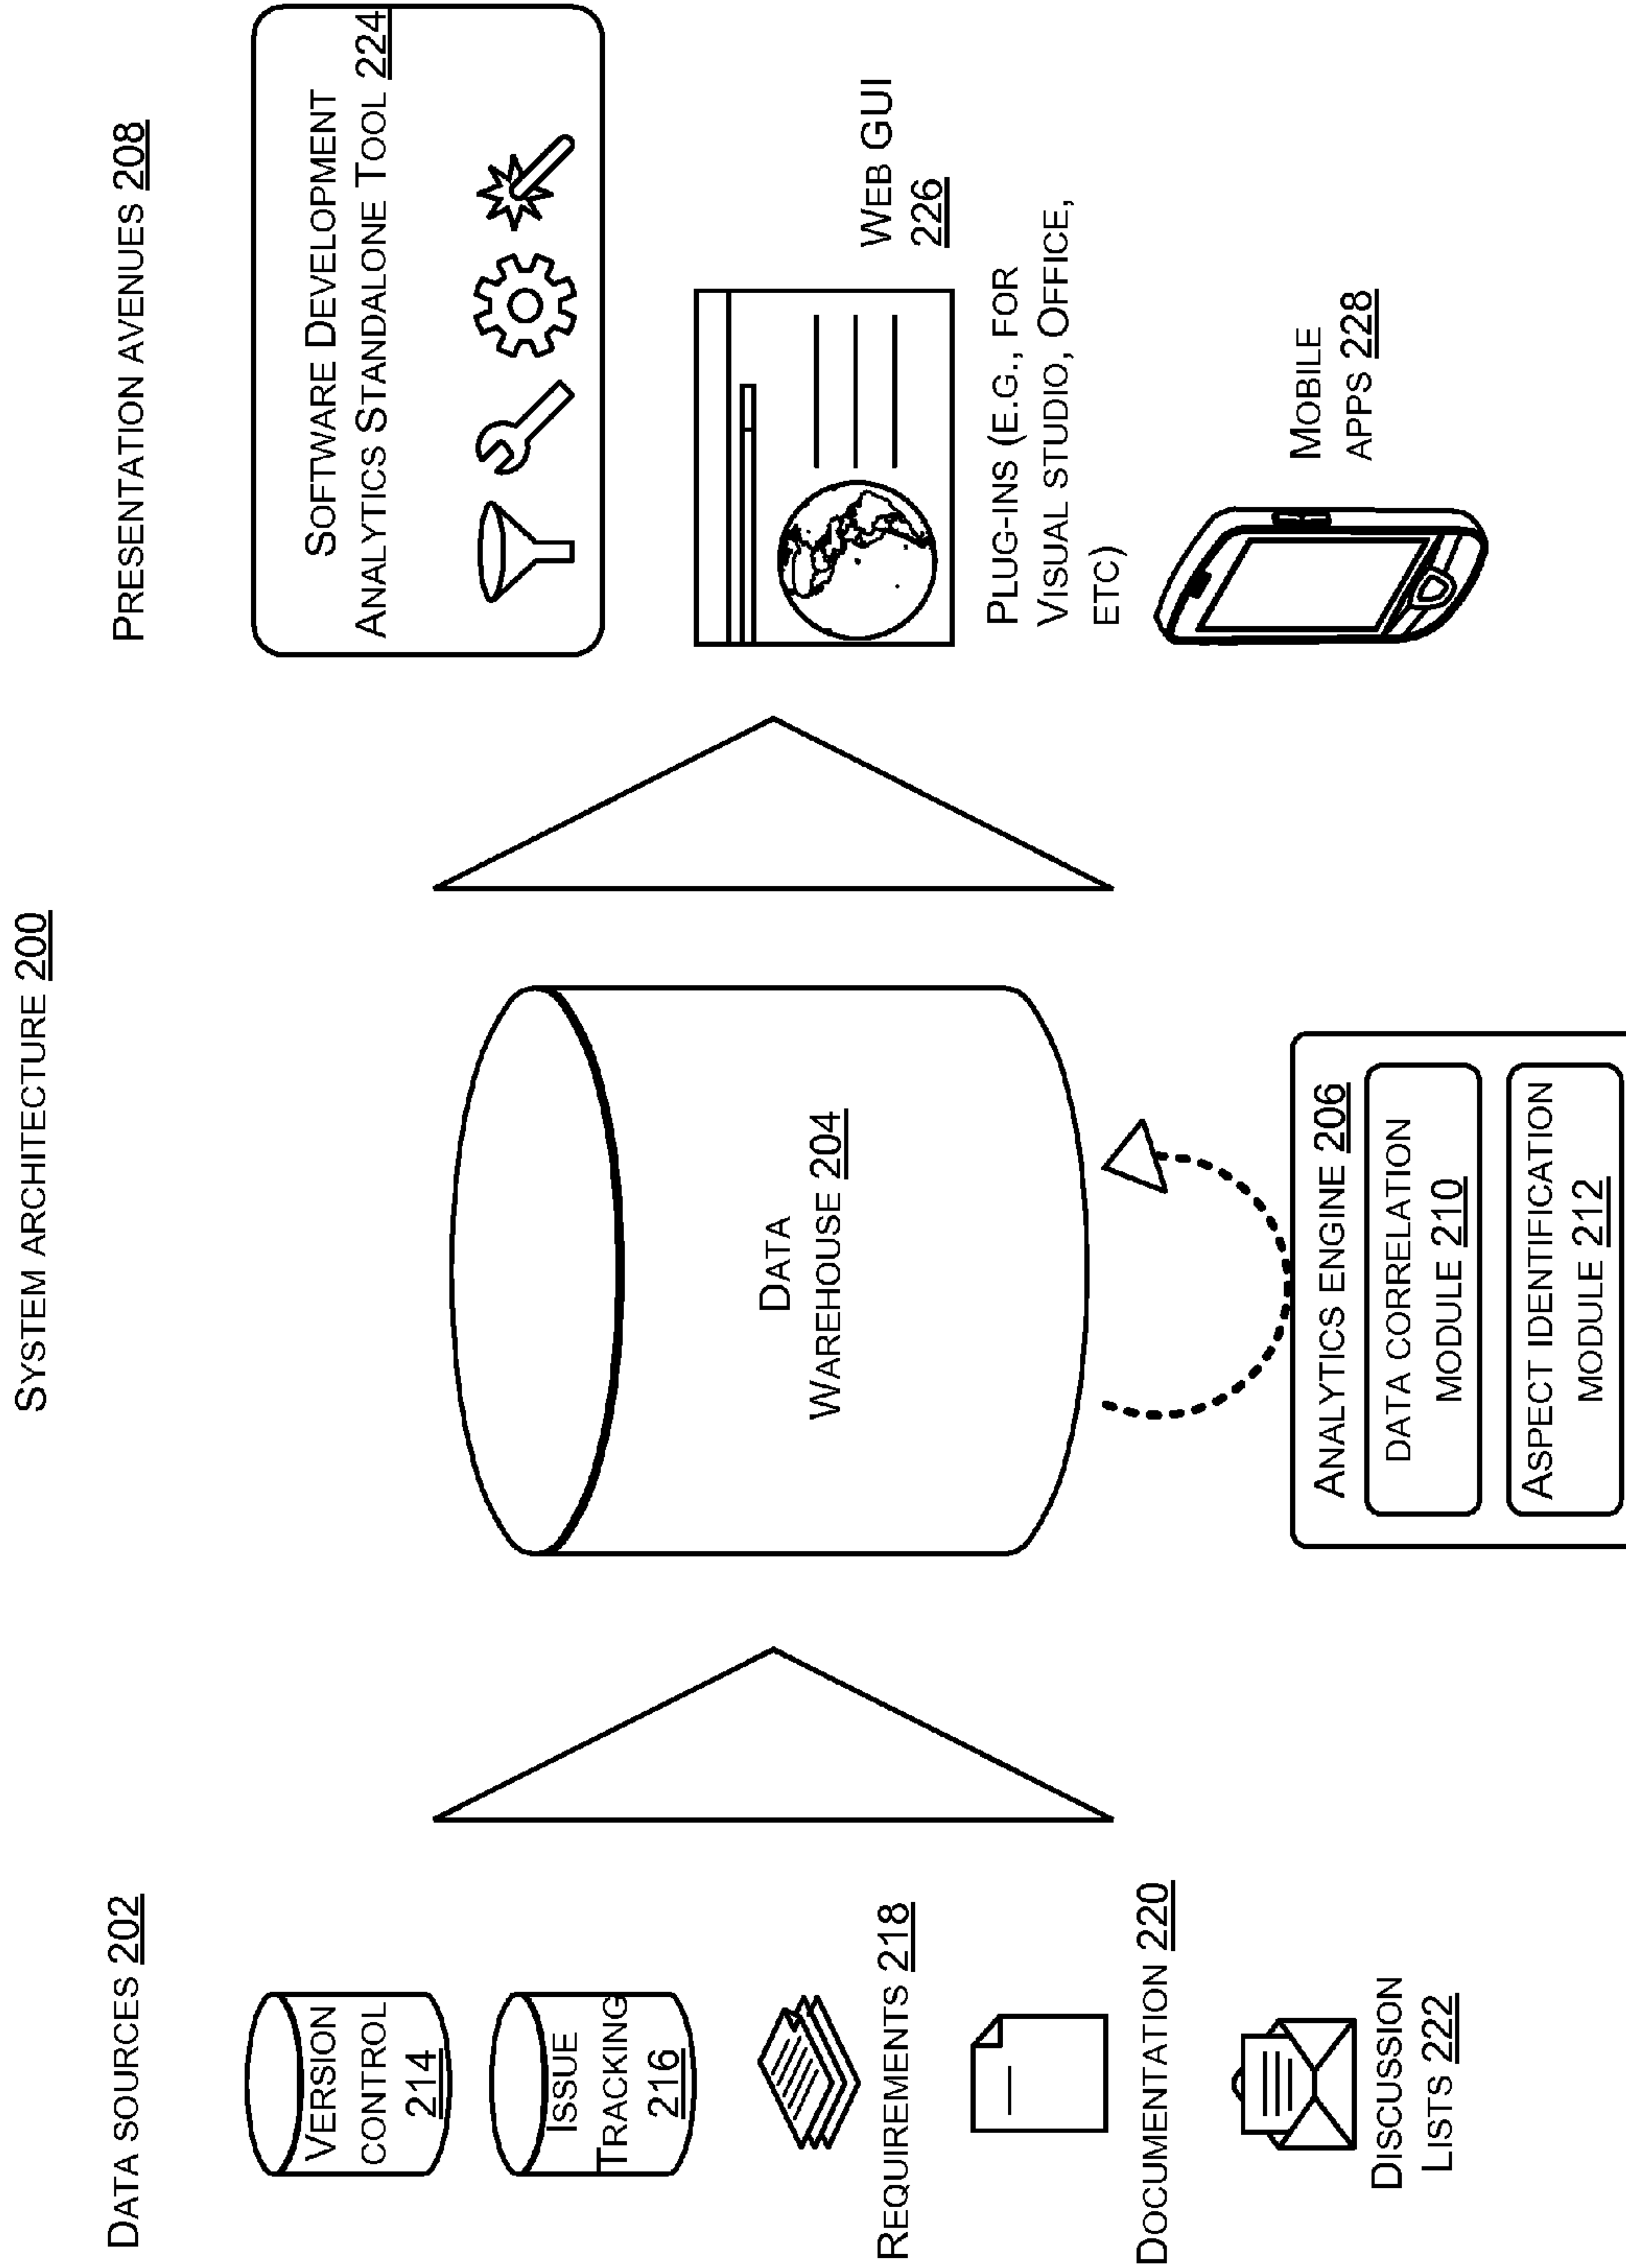 SYSTEM ARCHITECTURE 200
DATA SOURCES 202
VERSION
CONTROL
214
ISSUE
TRACKING
216
REQUIREMENTS 218
DOCUMENTATION 220
DISCUSSION
LISTS 222
DATA
WAREHOUSE 204
ANALYTICS ENGINE 206
DATA CORRELATION
MODULE 210
ASPECT IDENTIFICATION
MODULE 212
PRESENTATION AVENUES 208
SOFTWARE DEVELOPMENT
ANALYTICS STANDALONE TOOL 224
WEB GUI
226
PLUG-INS (E.G., FOR
VISUAL STUDIO, OFFICE,
ETC)
MOBILE
APPS 228